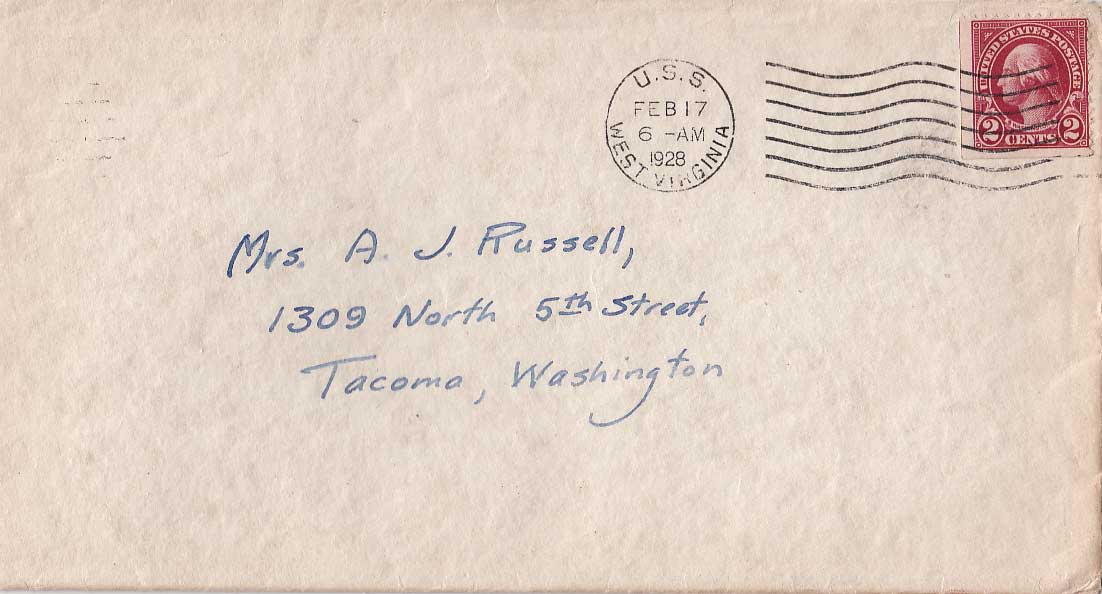 U.S.S.
FEB 17
6 -AM
1928
WEST VIRGINIA
UNITED STATES POSTAGE
2 CENTS 2
Mrs. A. J. Russell,
1309 North 5th Street,
Tacoma, Washington